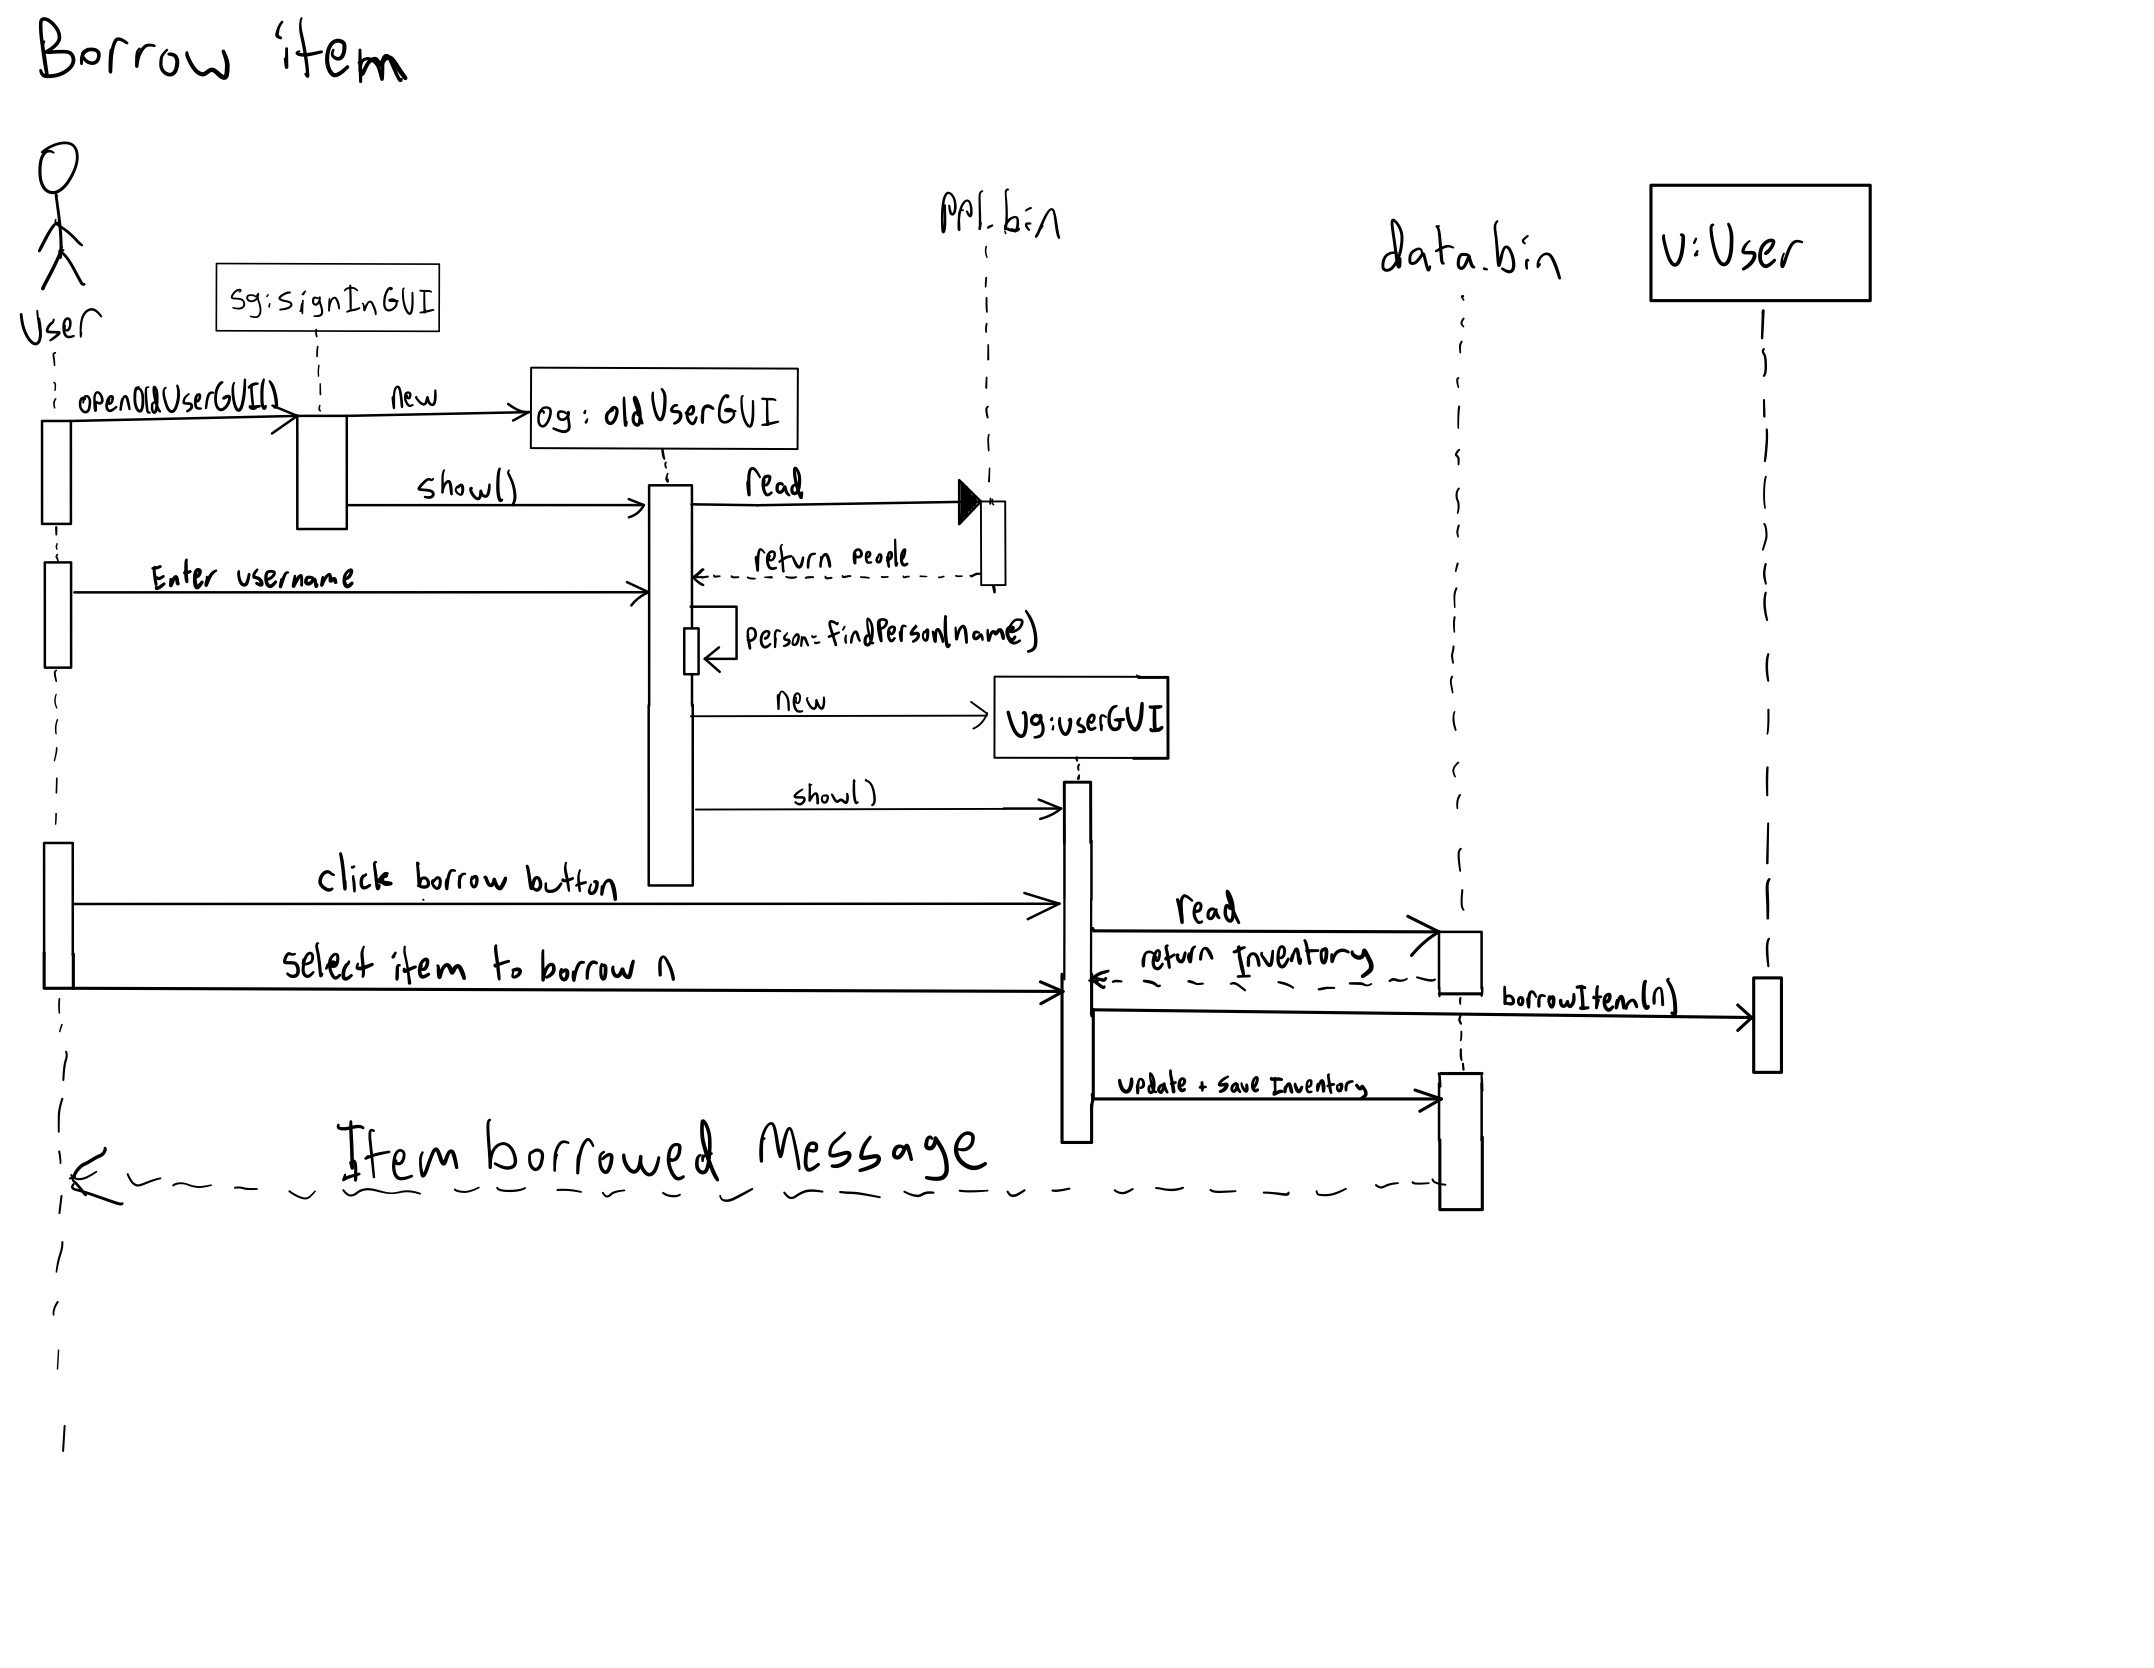 Borrow item
ppl.bin
data.bin
u:User
sg:signInGUI
User
openOldUserGUI()
new
og: oldUserGUI
show()
read
return people
Enter username
person=findPerson(name)
new
ug:userGUI
show()
click borrow button
read
return Inventory
select item to borrow n
borrowItem(n)
update + save Inventory
Item borrowed Message